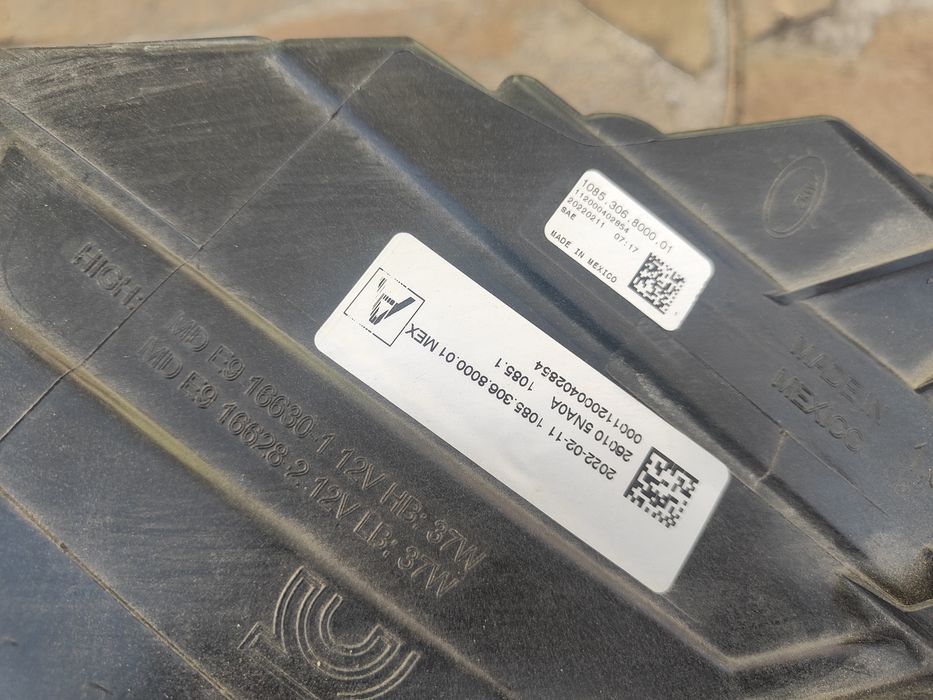 1085.306.8000.01
112000402854
20220211 07:17
SAE
MADE IN MEXICO
2022-02-11 1085.306.8000.01 MEX
26010 5NA0A 1085.1
000112000402854
MADE IN
MEXICO
HIGH
MD E9 16630-1 12V HB: 37W
MD E9 16628-2 12V LB: 37W